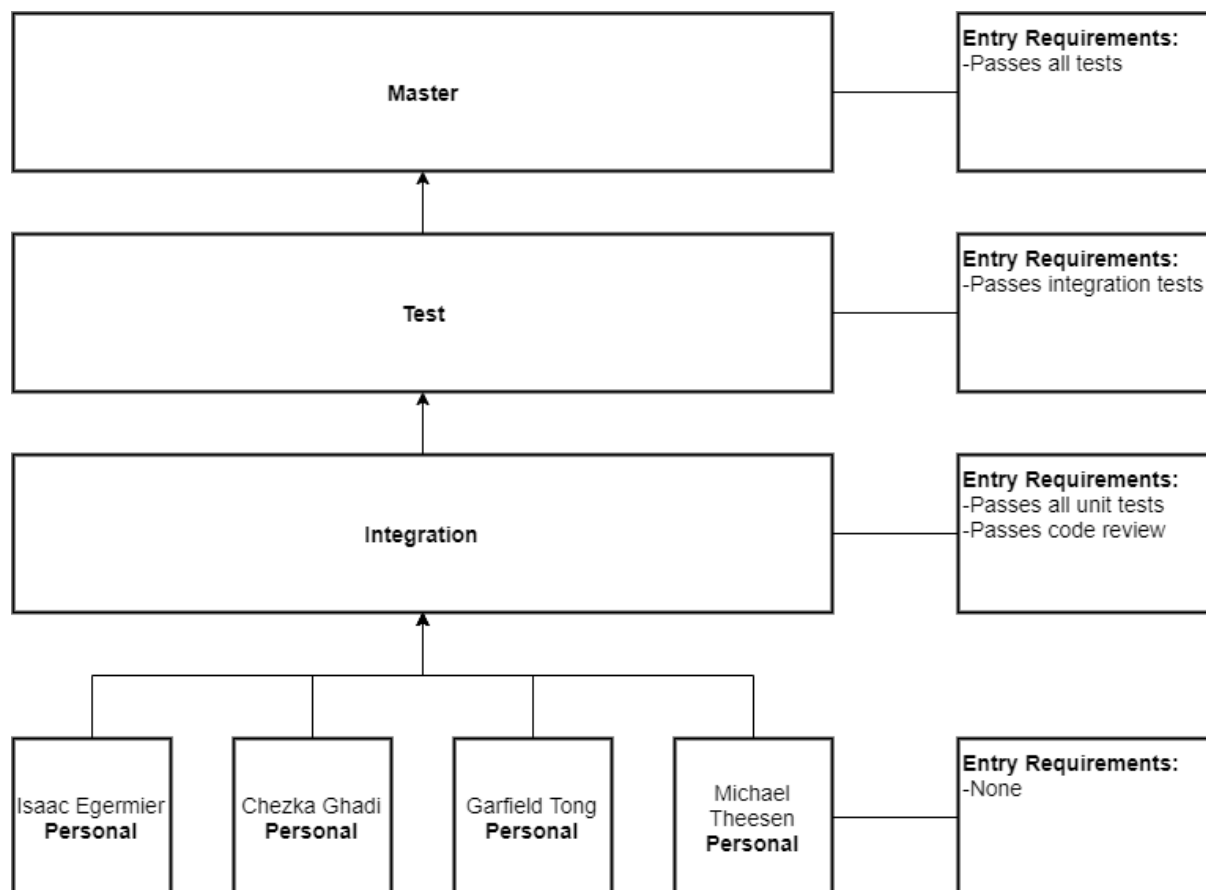 Master
Entry Requirements:
-Passes all tests
Test
Entry Requirements:
-Passes integration tests
Integration
Entry Requirements:
-Passes all unit tests
-Passes code review
Isaac Egermier
Personal
Chezka Ghadi
Personal
Garfield Tong
Personal
Michael
Theesen
Personal
Entry Requirements:
-None